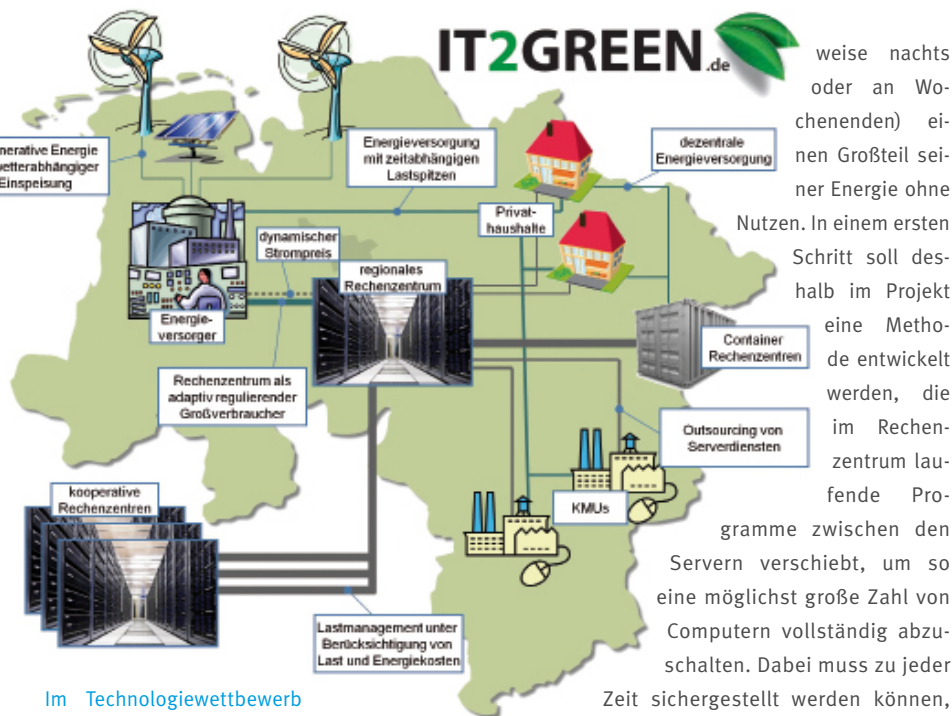 IT2GREEN.de
nerative Energie
wetterabhängiger
Einspeisung
Energieversorgung
mit zeitabhängigen
Lastspitzen
dezentrale
Energieversorgung
Privat-
haushalte
dynamischer
Strompreis
regionales
Rechenzentrum
Energie-
versorger
Container
Rechenzentren
Rechenzentrum als
adaptiv regulierender
Großverbraucher
Outsourcing von
Serverdiensten
kooperative
Rechenzentren
KMUs
Lastmanagement unter
Berücksichtigung von
Last und Energiekosten
Im Technologiewettbewerb
weise nachts
oder an Wo-
chenenden) ei-
nen Großteil sei-
ner Energie ohne
Nutzen. In einem ersten
Schritt soll des-
halb im Projekt
eine Metho-
de entwickelt
werden, die
im Rechen-
zentrum lau-
fende Pro-
gramme zwischen den
Servern verschiebt, um so
eine möglichst große Zahl von
Computern vollständig abzu-
schalten. Dabei muss zu jeder
Zeit sichergestellt werden können,